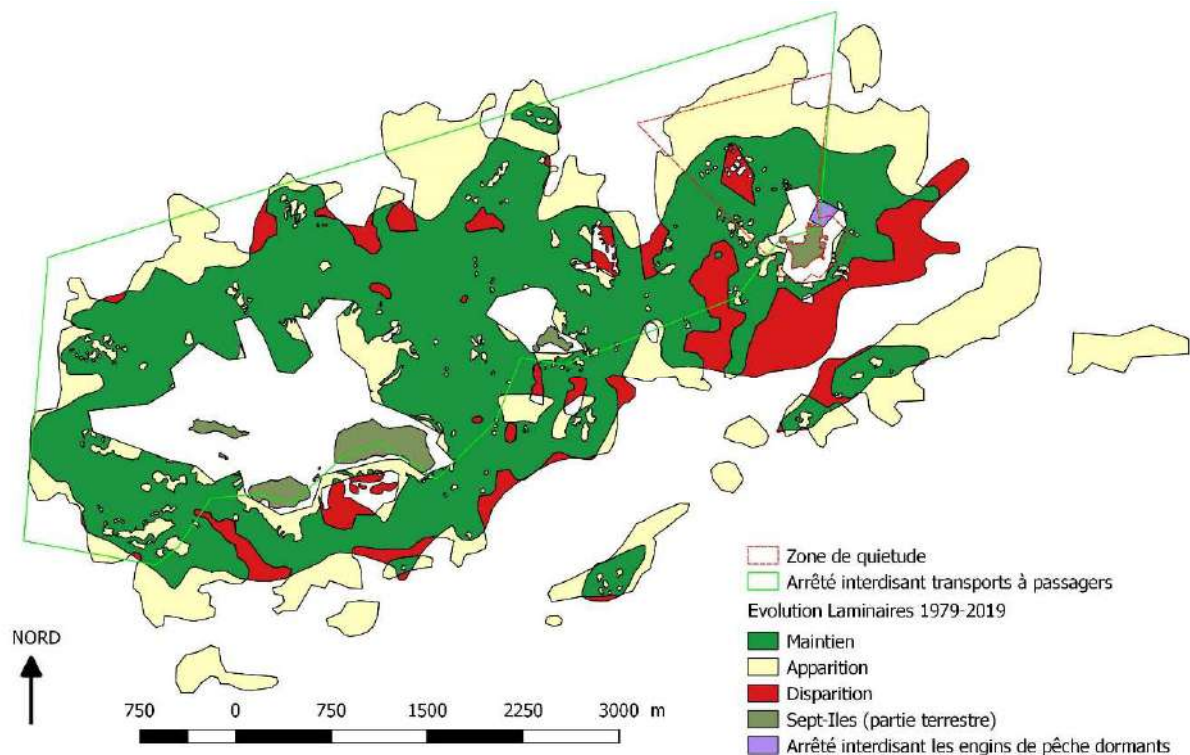 Zone de quietude
Arrêté interdisant transports à passagers
Evolution Laminaires 1979-2019
Maintien
Apparition
Disparition
Sept-Iles (partie terrestre)
Arrêté interdisant les engins de pêche dormants
NORD
750 0 750 1500 2250 3000 m